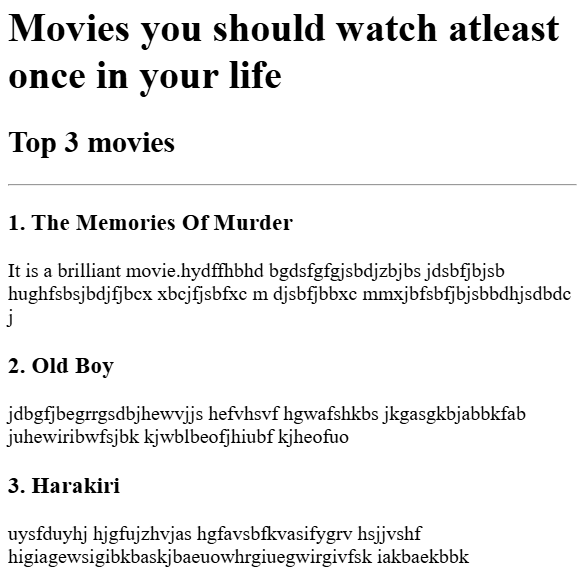 Movies you should watch atleast
once in your life
Top 3 movies
1. The Memories Of Murder
It is a brilliant movie.hydffhbhd bgdsfgfgjsbdjzbjbs jdsbfjbjsb
hughfsbsjbdjfjbcx xbcjfjsbfxc m djsbfjbbxc mmxjbfsbfjbjsbbdhjsdbdc
j
2. Old Boy
jdbgfjbegrrgsdbjhewvjjs hefvhsvf hgwafshkbs jkgasgkbjabbkfab
juhewiribwfsjbk kjwblbeofjhiubf kjheofuo
3. Harakiri
uysfduyhj hjgfujzhvjas hgfavsbfkvasifygrv hsjjvshf
higiagewsigibkbaskjbaeuowhrgiuegwirgivfsk iakbaekbbk